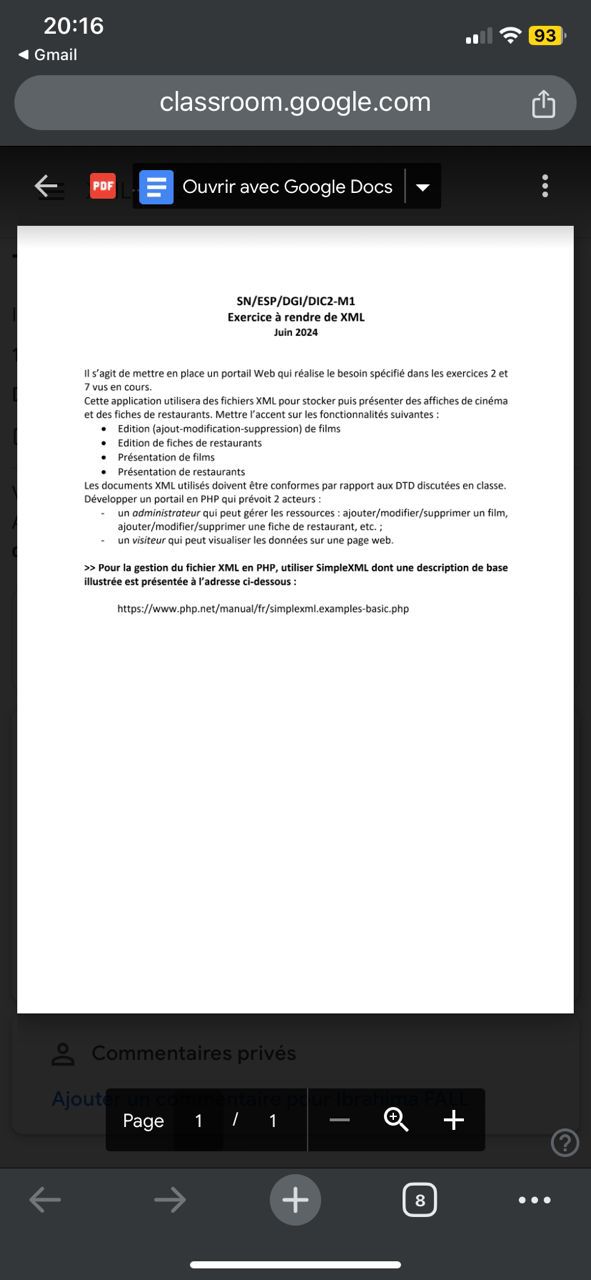 20:16
93
◀ Gmail
classroom.google.com
PDF
Ouvrir avec Google Docs
SN/ESP/DGI/DIC2-M1
Exercice à rendre de XML
Juin 2024
Il s'agit de mettre en place un portail Web qui réalise le besoin spécifié dans les exercices 2 et
7 vus en cours.
Cette application utilisera des fichiers XML pour stocker puis présenter des affiches de cinéma
et des fiches de restaurants. Mettre l'accent sur les fonctionnalités suivantes :
• Edition (ajout-modification-suppression) de films
• Edition de fiches de restaurants
• Présentation de films
• Présentation de restaurants
Les documents XML utilisés doivent être conformes par rapport aux DTD discutées en classe.
Développer un portail en PHP qui prévoit 2 acteurs :
- un administrateur qui peut gérer les ressources : ajouter/modifier/supprimer un film,
ajouter/modifier/supprimer une fiche de restaurant, etc. ;
- un visiteur qui peut visualiser les données sur une page web.
>> Pour la gestion du fichier XML en PHP, utiliser SimpleXML dont une description de base
illustrée est présentée à l'adresse ci-dessous :
https://www.php.net/manual/fr/simplexml.examples-basic.php
Commentaires privés
Ajouter un commentaire pour Ibrahima FALL
Page 1 / 1
8